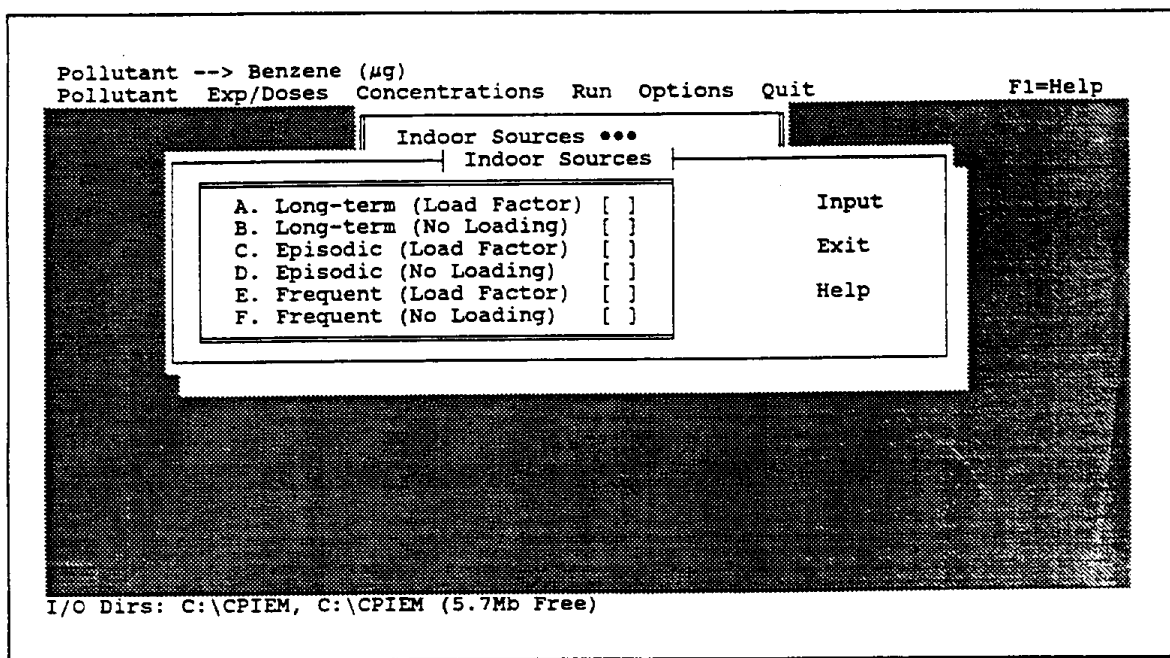 Pollutant --> Benzene (µg)
Pollutant Exp/Doses Concentrations Run Options Quit F1=Help
Indoor Sources •••
Indoor Sources
A. Long-term (Load Factor) [ ] Input
B. Long-term (No Loading) [ ]
C. Episodic (Load Factor) [ ] Exit
D. Episodic (No Loading) [ ]
E. Frequent (Load Factor) [ ] Help
F. Frequent (No Loading) [ ]
I/O Dirs: C:\CPIEM, C:\CPIEM (5.7Mb Free)